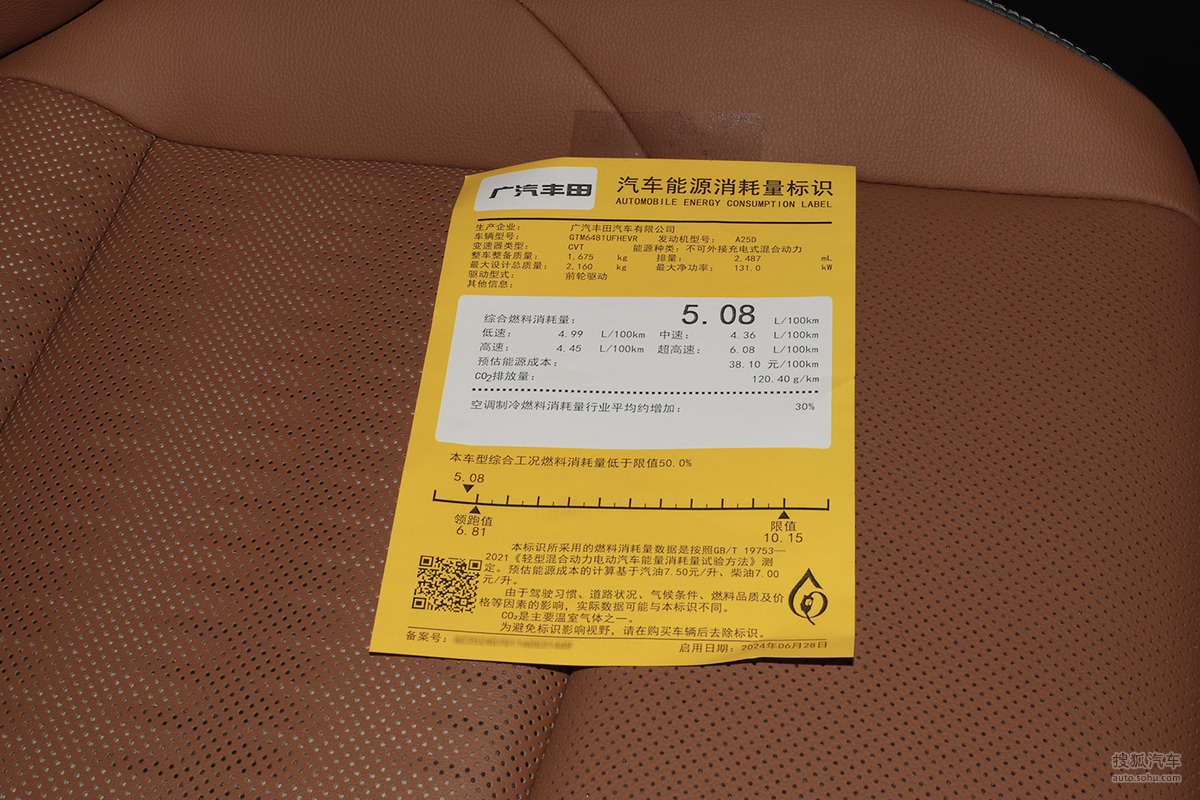 广汽丰田
汽车能源消耗量标识
AUTOMOBILE ENERGY CONSUMPTION LABEL
生产企业: 广汽丰田汽车有限公司
车辆型号: GTM6481UFHEVR 发动机型号: A25D
变速器类型: CVT 能源种类: 不可外接充电式混合动力
整车整备质量: 1,675 kg 排量: 2,487 mL
最大设计总质量: 2,160 kg 最大净功率: 131.0 kW
驱动型式: 前轮驱动
其他信息:
综合燃料消耗量: 5.08 L/100km
低速: 4.99 L/100km 中速: 4.36 L/100km
高速: 4.45 L/100km 超高速: 6.08 L/100km
预估能源成本: 38.10 元/100km
CO₂排放量: 120.40 g/km
空调制冷燃料消耗量行业平均约增加: 30%
本车型综合工况燃料消耗量低于限值50.0%
5.08
领跑值 限值
6.81 10.15
本标识所采用的燃料消耗量数据是按照GB/T 19753—
2021《轻型混合动力电动汽车能量消耗量试验方法》测
定。预估能源成本的计算基于汽油7.50元/升、柴油7.00
元/升。
由于驾驶习惯、道路状况、气候条件、燃料品质及价
格等因素的影响，实际数据可能与本标识不同。
CO₂是主要温室气体之一。
为避免标识影响视野，请在购买车辆后去除标识。
备案号: 启用日期: 2024年06月28日
搜狐汽车
auto.sohu.com